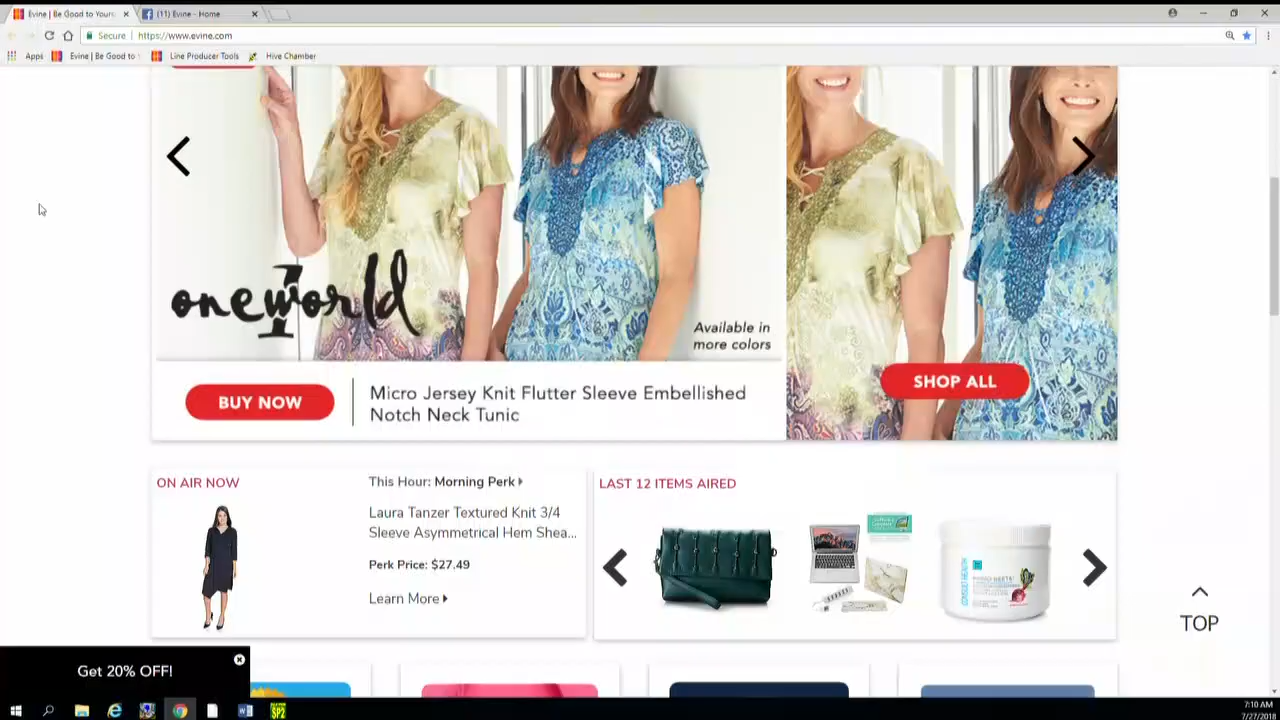 Evine | Be Good to Yours
(11) Evine - Home
Secure
https://www.evine.com
Apps
Evine | Be Good to
Line Producer Tools
Hive Chamber
oneworld
Available in
more colors
BUY NOW
Micro Jersey Knit Flutter Sleeve Embellished
Notch Neck Tunic
SHOP ALL
ON AIR NOW
This Hour: Morning Perk
Laura Tanzer Textured Knit 3/4
Sleeve Asymmetrical Hem Shea...
Perk Price: $27.49
Learn More
LAST 12 ITEMS AIRED
CONSULT HEALTH
TOP
Get 20% OFF!
SP2
7:10 AM
7/27/2018